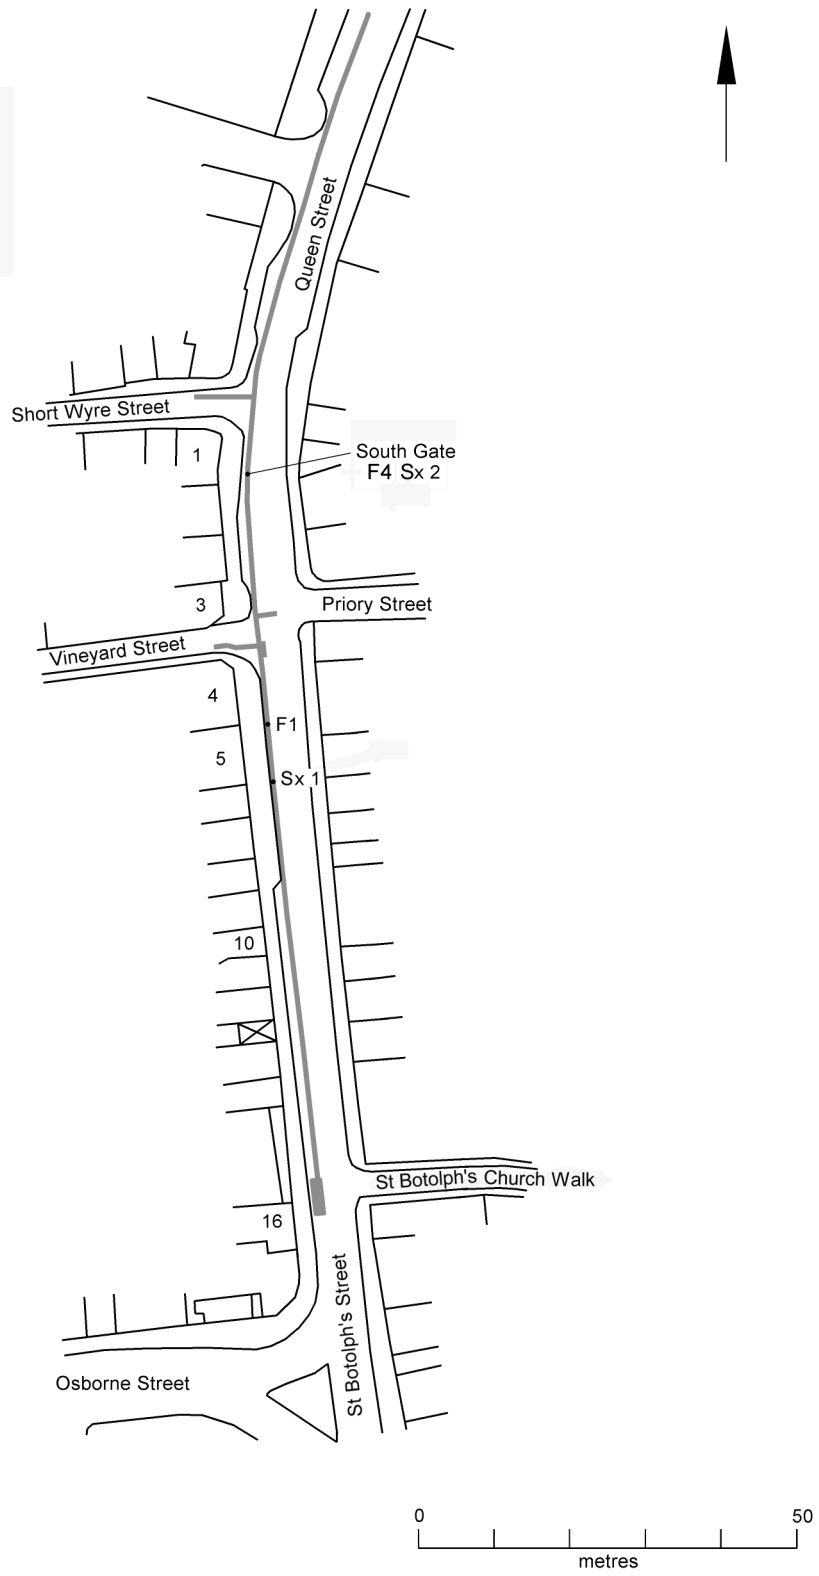 Queen Street
Short Wyre Street
1
South Gate
F4 Sx 2
3
Priory Street
Vineyard Street
4
F1
5
Sx 1
10
St Botolph's Church Walk
16
St Botolph's Street
Osborne Street
0 50
metres